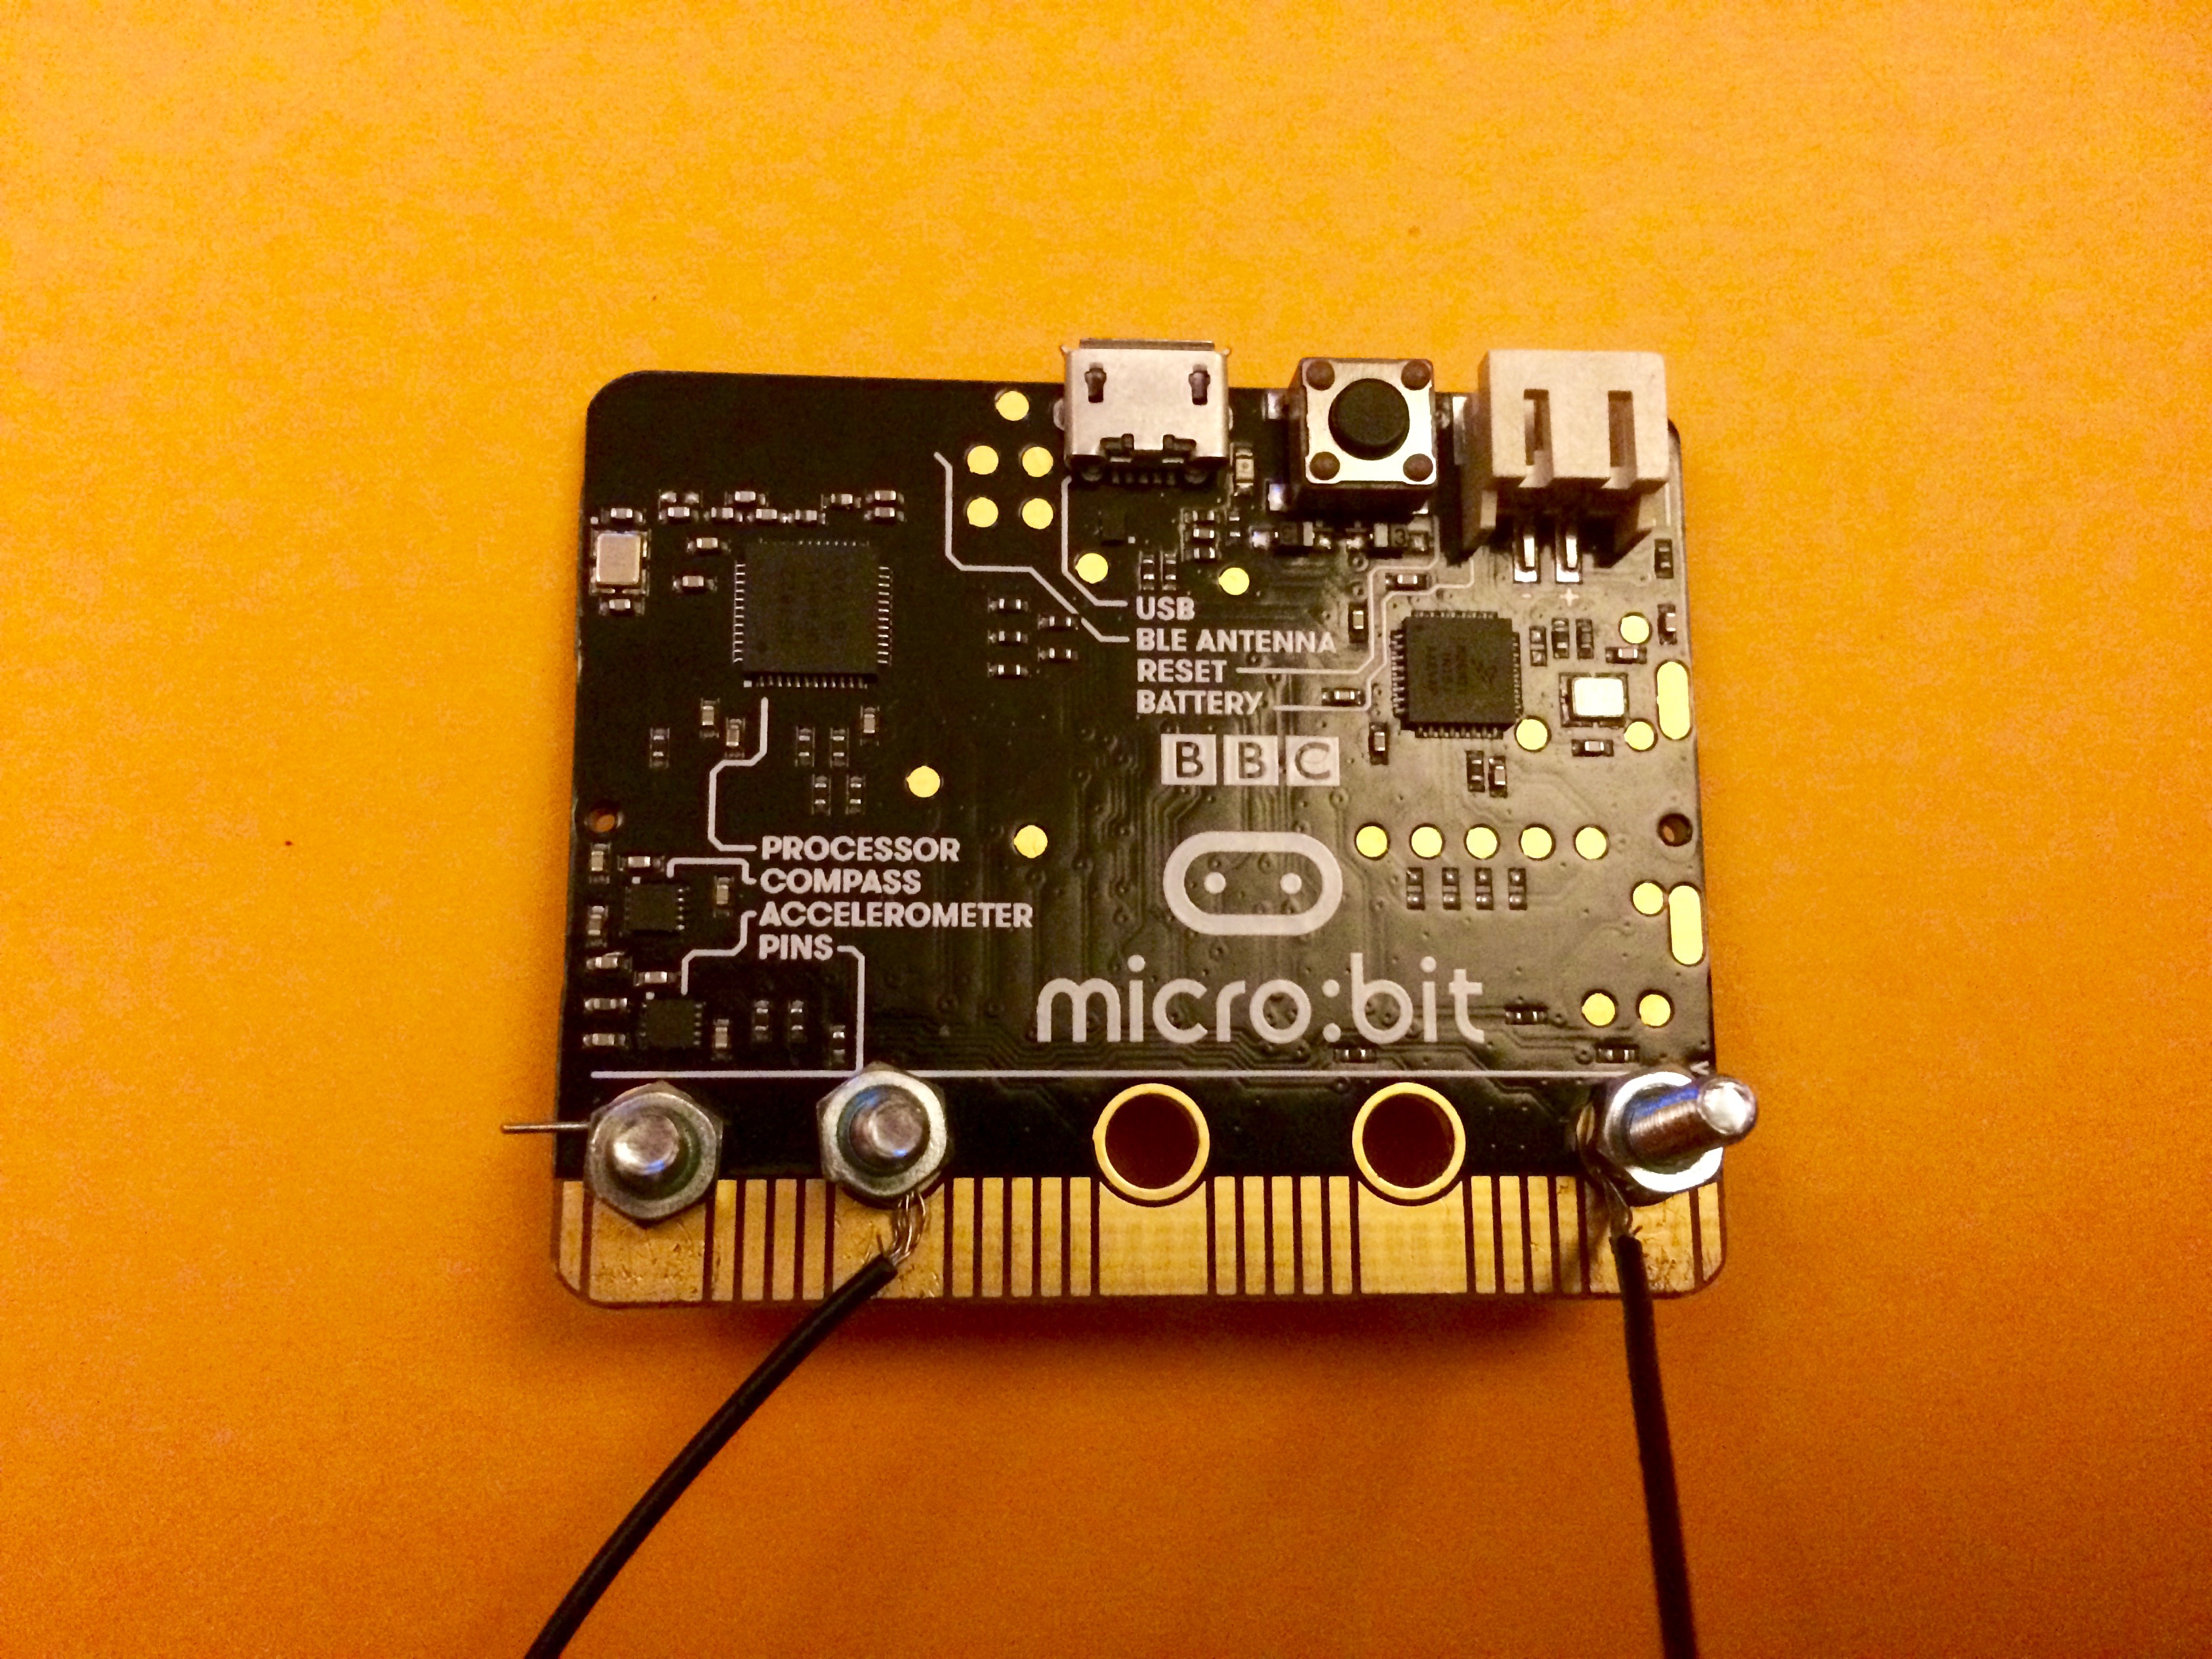 USB
BLE ANTENNA
RESET
BATTERY
BBC
PROCESSOR
COMPASS
ACCELEROMETER
PINS
micro:bit